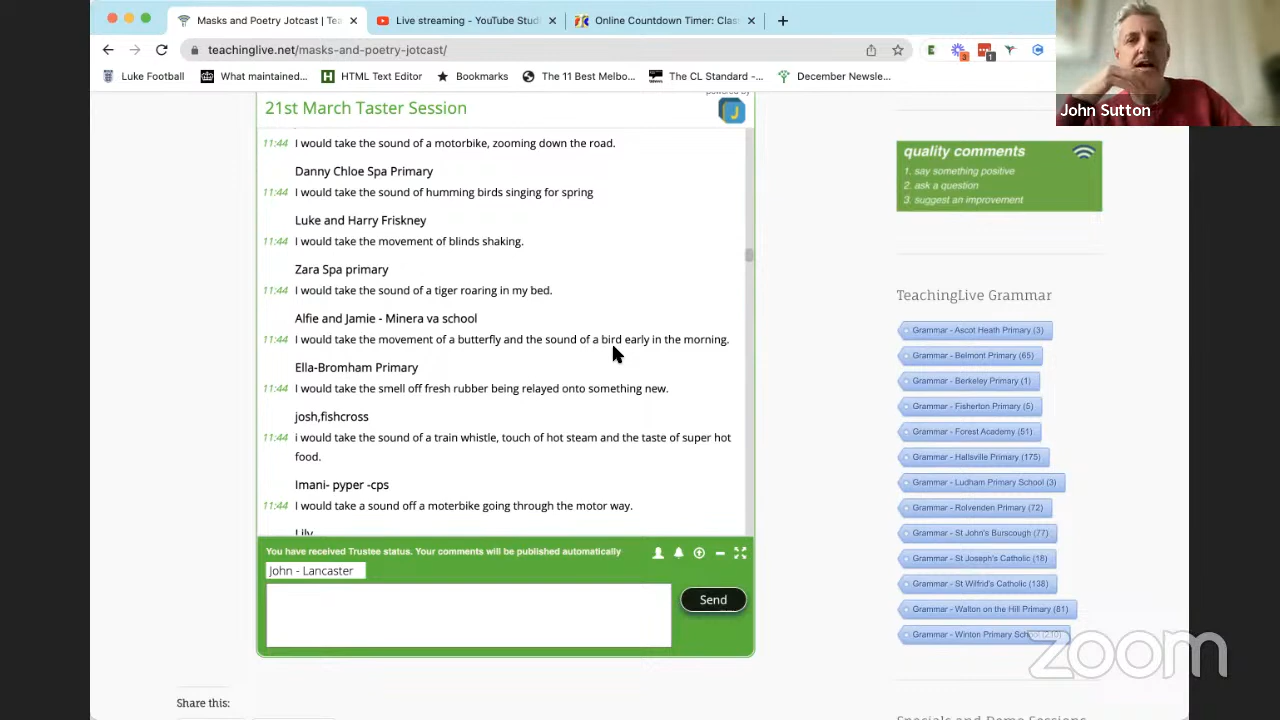 Masks and Poetry Jotcast | Tea
Live streaming - YouTube Stud
Online Countdown Timer: Clas
teachinglive.net/masks-and-poetry-jotcast/
3
1
Luke Football
What maintained...
HTML Text Editor
Bookmarks
The 11 Best Melbo...
The CL Standard -...
December Newsle...
John Sutton
powered by
21st March Taster Session
11:44 I would take the sound of a motorbike, zooming down the road.
Danny Chloe Spa Primary
11:44 I would take the sound of humming birds singing for spring
Luke and Harry Friskney
11:44 I would take the movement of blinds shaking.
Zara Spa primary
11:44 I would take the sound of a tiger roaring in my bed.
Alfie and Jamie - Minera va school
11:44 I would take the movement of a butterfly and the sound of a bird early in the morning.
Ella-Bromham Primary
11:44 I would take the smell off fresh rubber being relayed onto something new.
josh,fishcross
11:44 i would take the sound of a train whistle, touch of hot steam and the taste of super hot
food.
Imani- pyper -cps
11:44 I would take a sound off a moterbike going through the motor way.
Lily
You have received Trustee status. Your comments will be published automatically
John - Lancaster
Send
Share this:
quality comments
1. say something positive
2. ask a question
3. suggest an improvement
TeachingLive Grammar
Grammar - Ascot Heath Primary (3)
Grammar - Belmont Primary (65)
Grammar - Berkeley Primary (1)
Grammar - Fisherton Primary (5)
Grammar - Forest Academy (51)
Grammar - Hallsville Primary (175)
Grammar - Ludham Primary School (3)
Grammar - Rolvenden Primary (72)
Grammar - St John's Burscough (77)
Grammar - St Joseph's Catholic (18)
Grammar - St Wilfrid's Catholic (138)
Grammar - Walton on the Hill Primary (81)
Grammar - Winton Primary School (210)
zoom
Specials and Demo Sessions